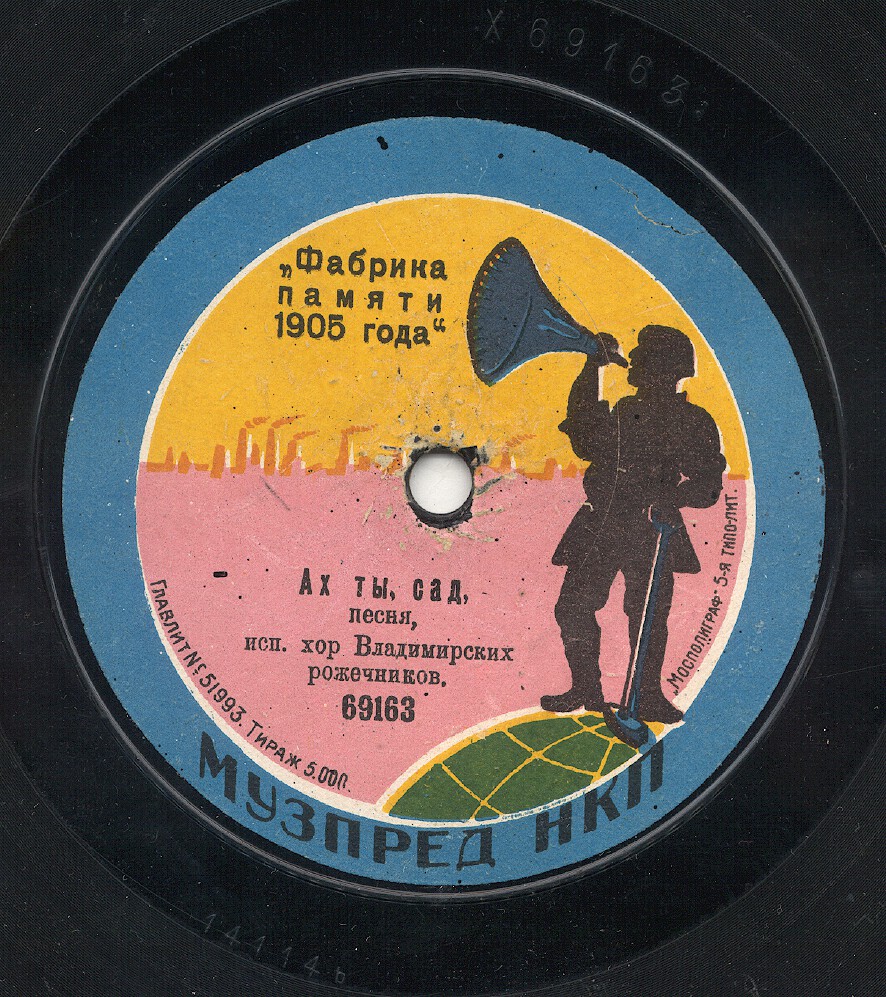 X 69163
„Фабрика
памяти
1905 года“
Ах ты, сад,
песня,
исп. хор Владимирских
рожечников.
69163
Главлит № 51993. Тираж 5.000.
„Мосполиграф“ 5-я типо-лит.
МУЗПРЕД НКП